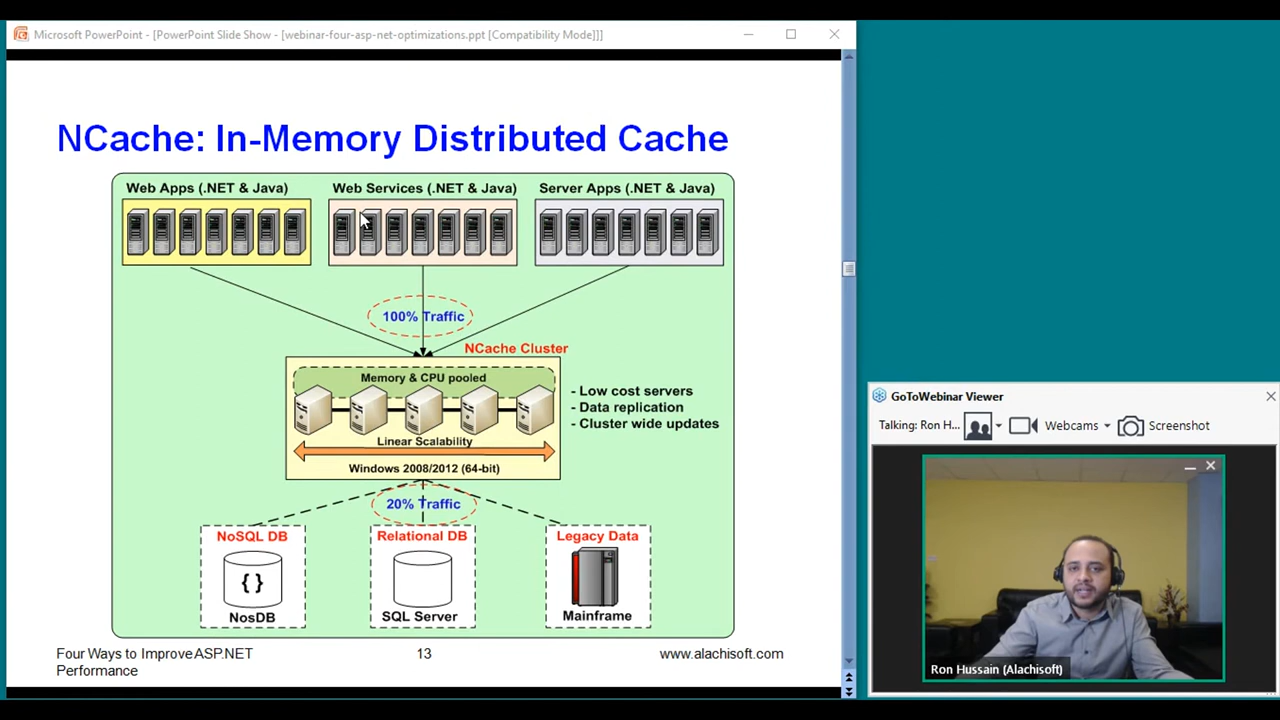 Microsoft PowerPoint - [PowerPoint Slide Show - [webinar-four-asp-net-optimizations.ppt [Compatibility Mode]]]
NCache: In-Memory Distributed Cache
Web Apps (.NET & Java)
Web Services (.NET & Java)
Server Apps (.NET & Java)
100% Traffic
NCache Cluster
Memory & CPU pooled
- Low cost servers
- Data replication
- Cluster wide updates
Linear Scalability
Windows 2008/2012 (64-bit)
20% Traffic
NoSQL DB
Relational DB
Legacy Data
{ }
NosDB
SQL Server
Mainframe
Four Ways to Improve ASP.NET
Performance
13
www.alachisoft.com
GoToWebinar Viewer
Talking: Ron H...
Webcams
Screenshot
Ron Hussain (Alachisoft)